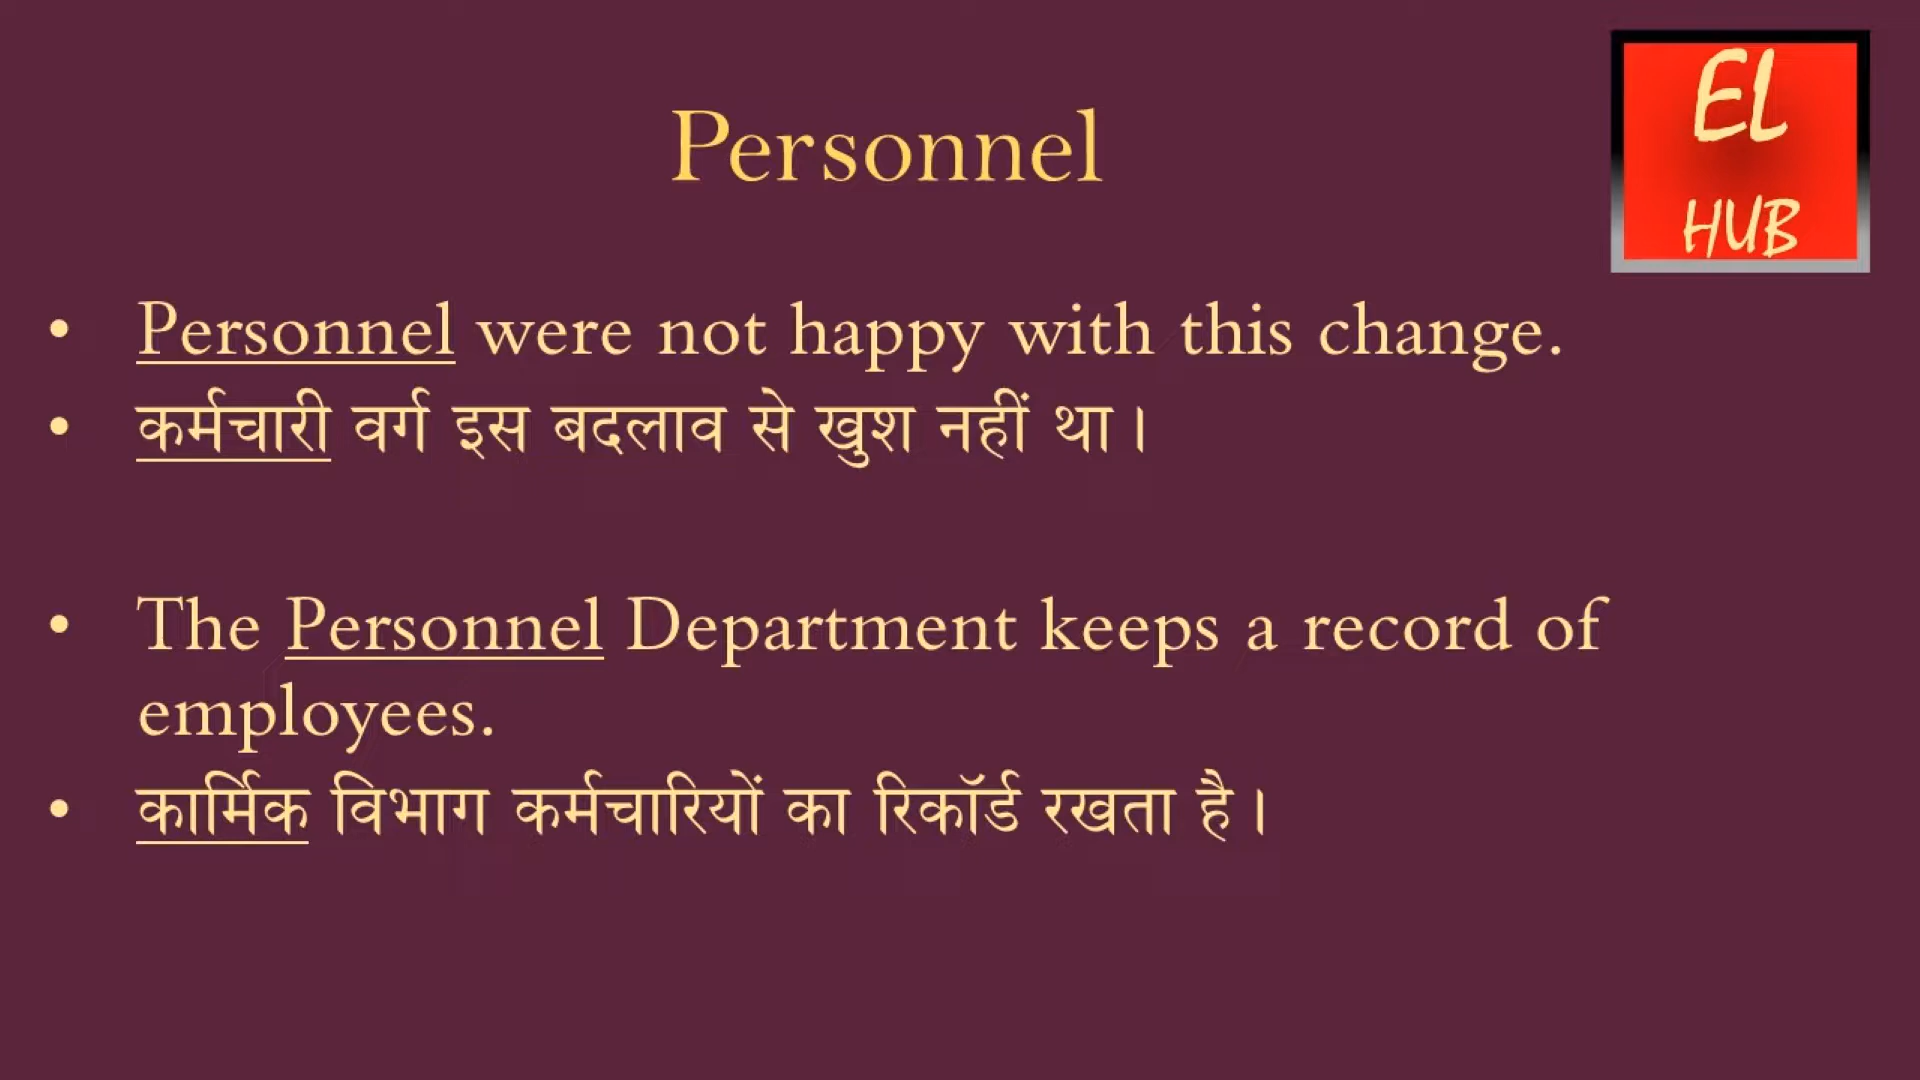 EL
HUB
Personnel
• Personnel were not happy with this change.
• कर्मचारी वर्ग इस बदलाव से खुश नहीं था।
• The Personnel Department keeps a record of
employees.
• कार्मिक विभाग कर्मचारियों का रिकॉर्ड रखता है।